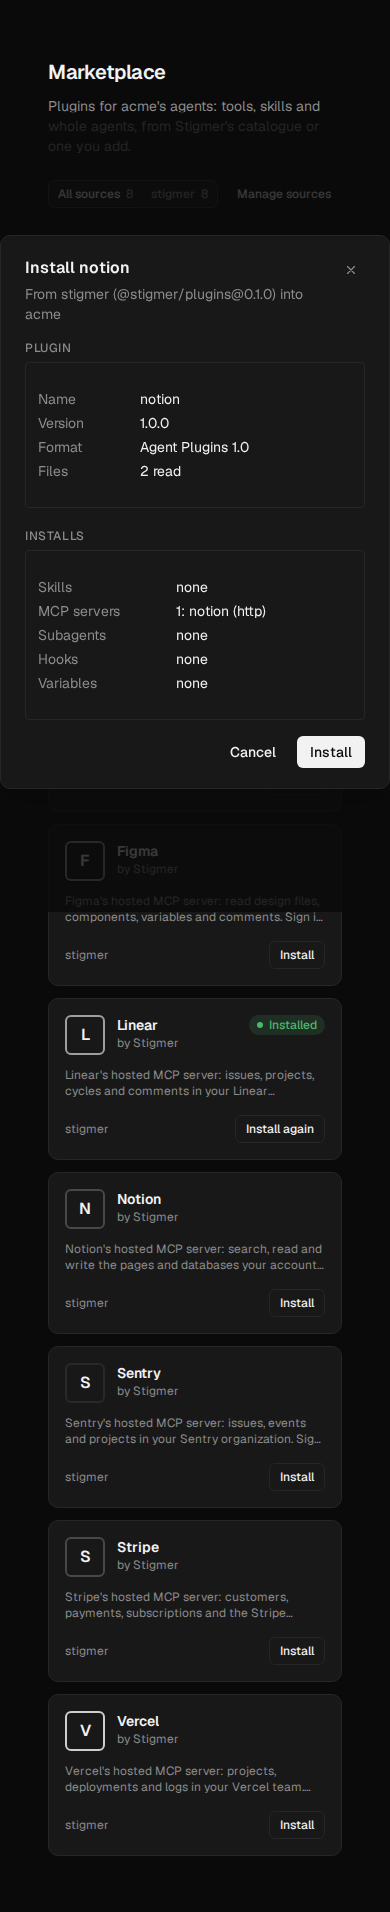 Marketplace
Plugins for acme's agents: tools, skills and
whole agents, from Stigmer's catalogue or
one you add.
All sources 8 stigmer 8 Manage sources
Install notion
×
From stigmer (@stigmer/plugins@0.1.0) into
acme
PLUGIN
Name notion
Version 1.0.0
Format Agent Plugins 1.0
Files 2 read
INSTALLS
Skills none
MCP servers 1: notion (http)
Subagents none
Hooks none
Variables none
Cancel Install
F
Figma
by Stigmer
Figma's hosted MCP server: read design files,
components, variables and comments. Sign i...
stigmer Install
L
Linear
Installed
by Stigmer
Linear's hosted MCP server: issues, projects,
cycles and comments in your Linear...
stigmer Install again
N
Notion
by Stigmer
Notion's hosted MCP server: search, read and
write the pages and databases your account...
stigmer Install
S
Sentry
by Stigmer
Sentry's hosted MCP server: issues, events
and projects in your Sentry organization. Sig...
stigmer Install
S
Stripe
by Stigmer
Stripe's hosted MCP server: customers,
payments, subscriptions and the Stripe...
stigmer Install
V
Vercel
by Stigmer
Vercel's hosted MCP server: projects,
deployments and logs in your Vercel team....
stigmer Install